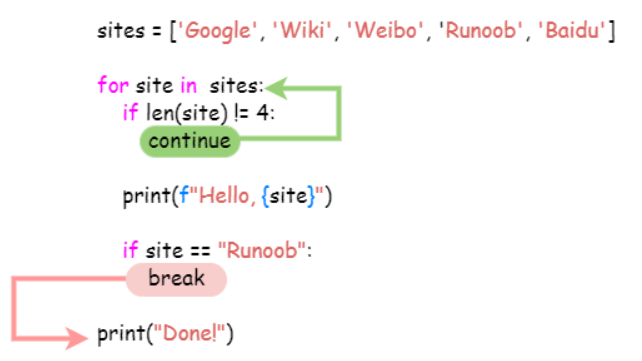 sites = ['Google', 'Wiki', 'Weibo', 'Runoob', 'Baidu']
for site in sites:
if len(site) != 4:
continue
print(f"Hello, {site}")
if site == "Runoob":
break
print("Done!")